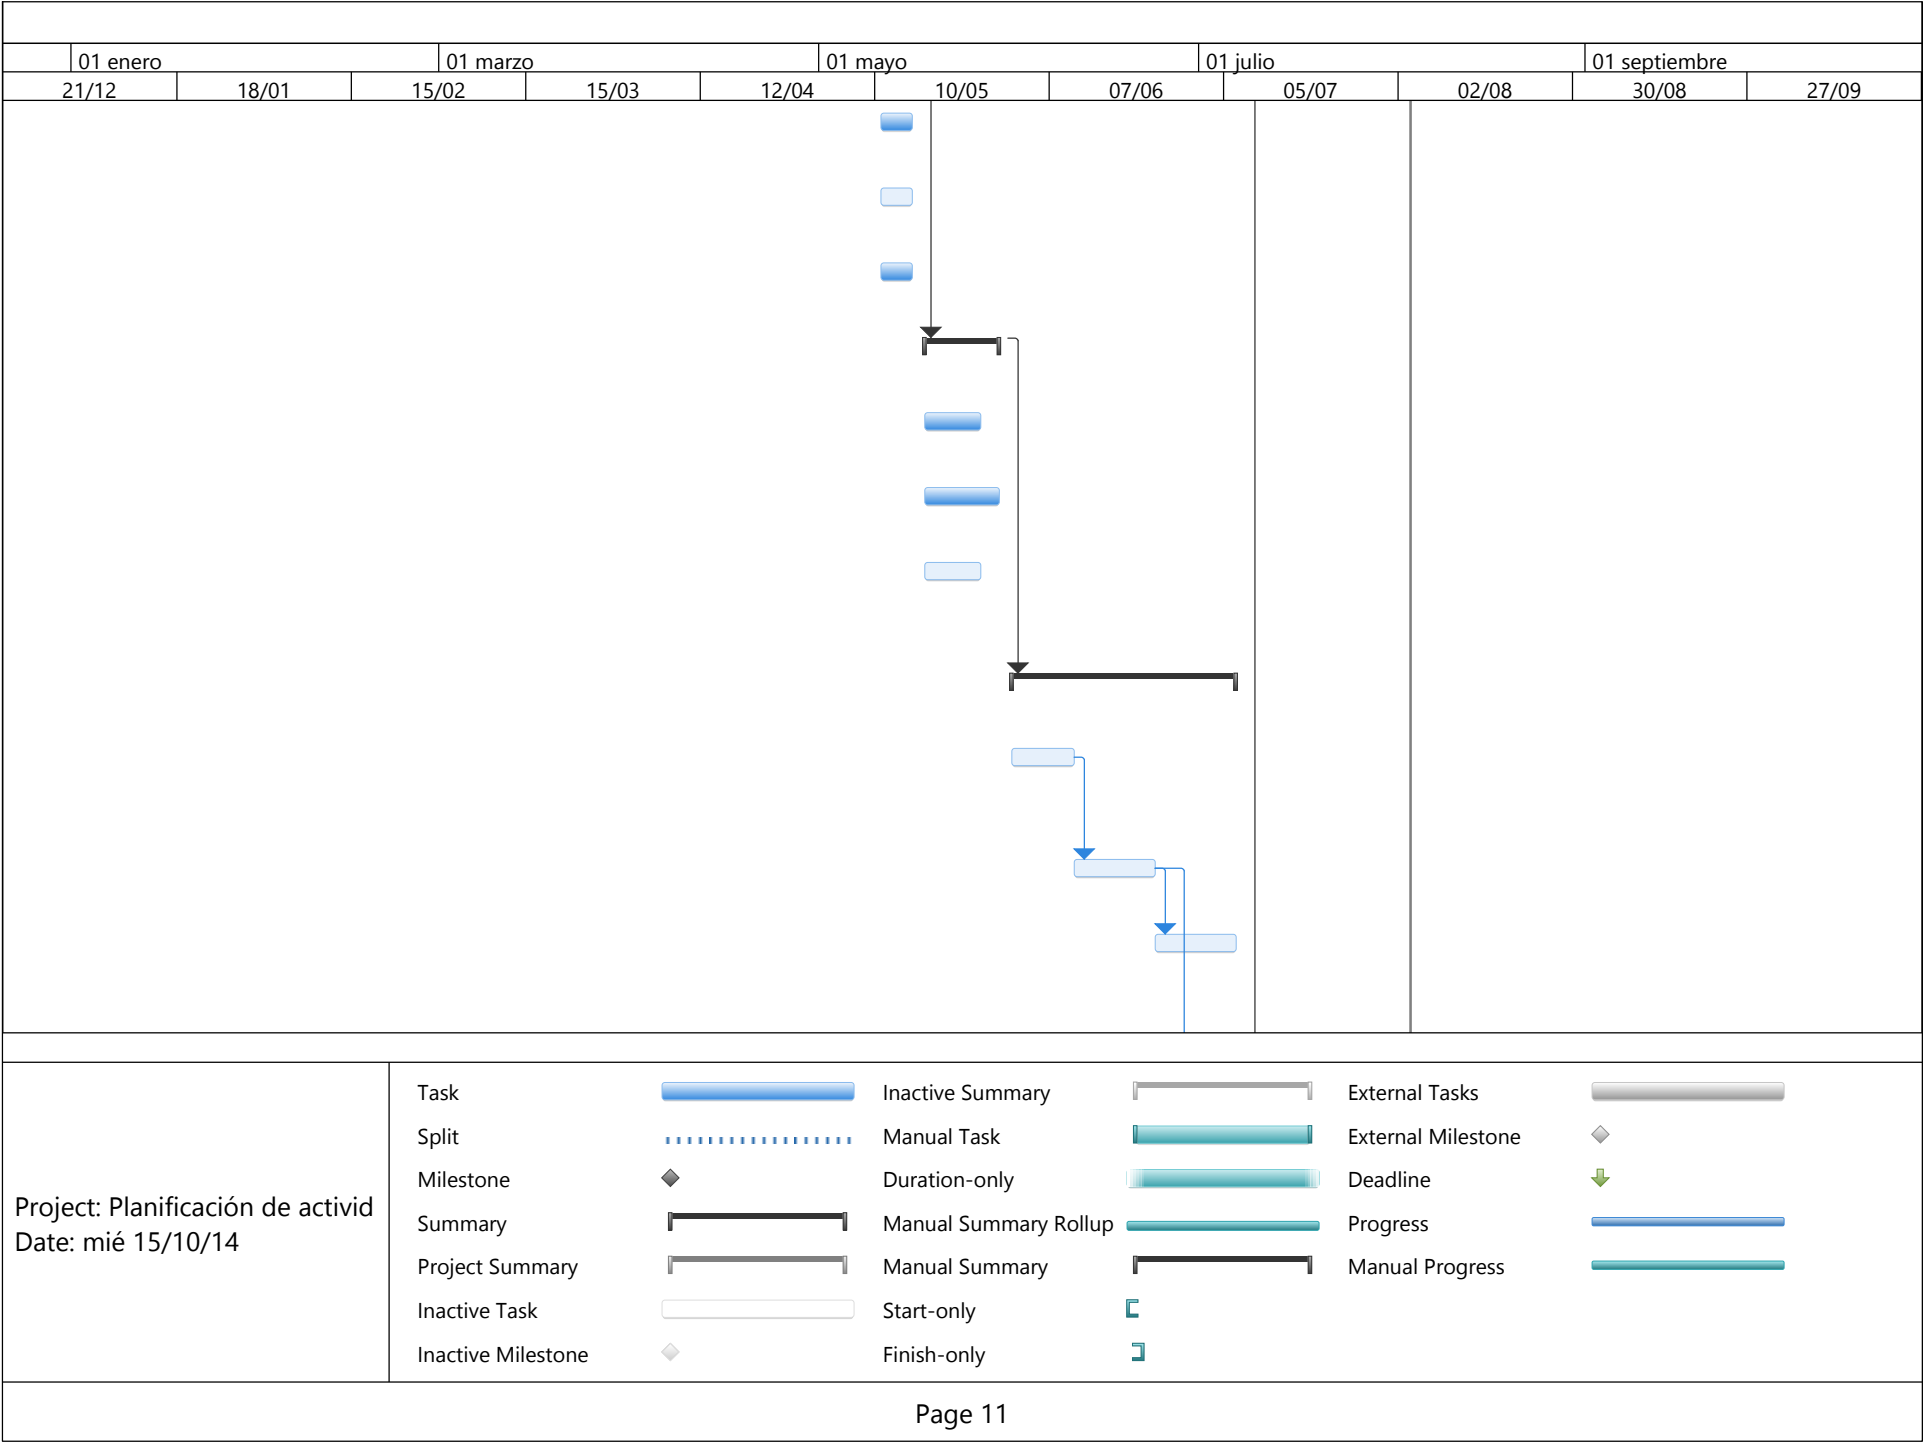 01 enero 01 marzo 01 mayo 01 julio 01 septiembre
21/12 18/01 15/02 15/03 12/04 10/05 07/06 05/07 02/08 30/08 27/09
Project: Planificación de activid
Date: mié 15/10/14
Task
Split
Milestone
Summary
Project Summary
Inactive Task
Inactive Milestone
Inactive Summary
Manual Task
Duration-only
Manual Summary Rollup
Manual Summary
Start-only
Finish-only
External Tasks
External Milestone
Deadline
Progress
Manual Progress
Page 11